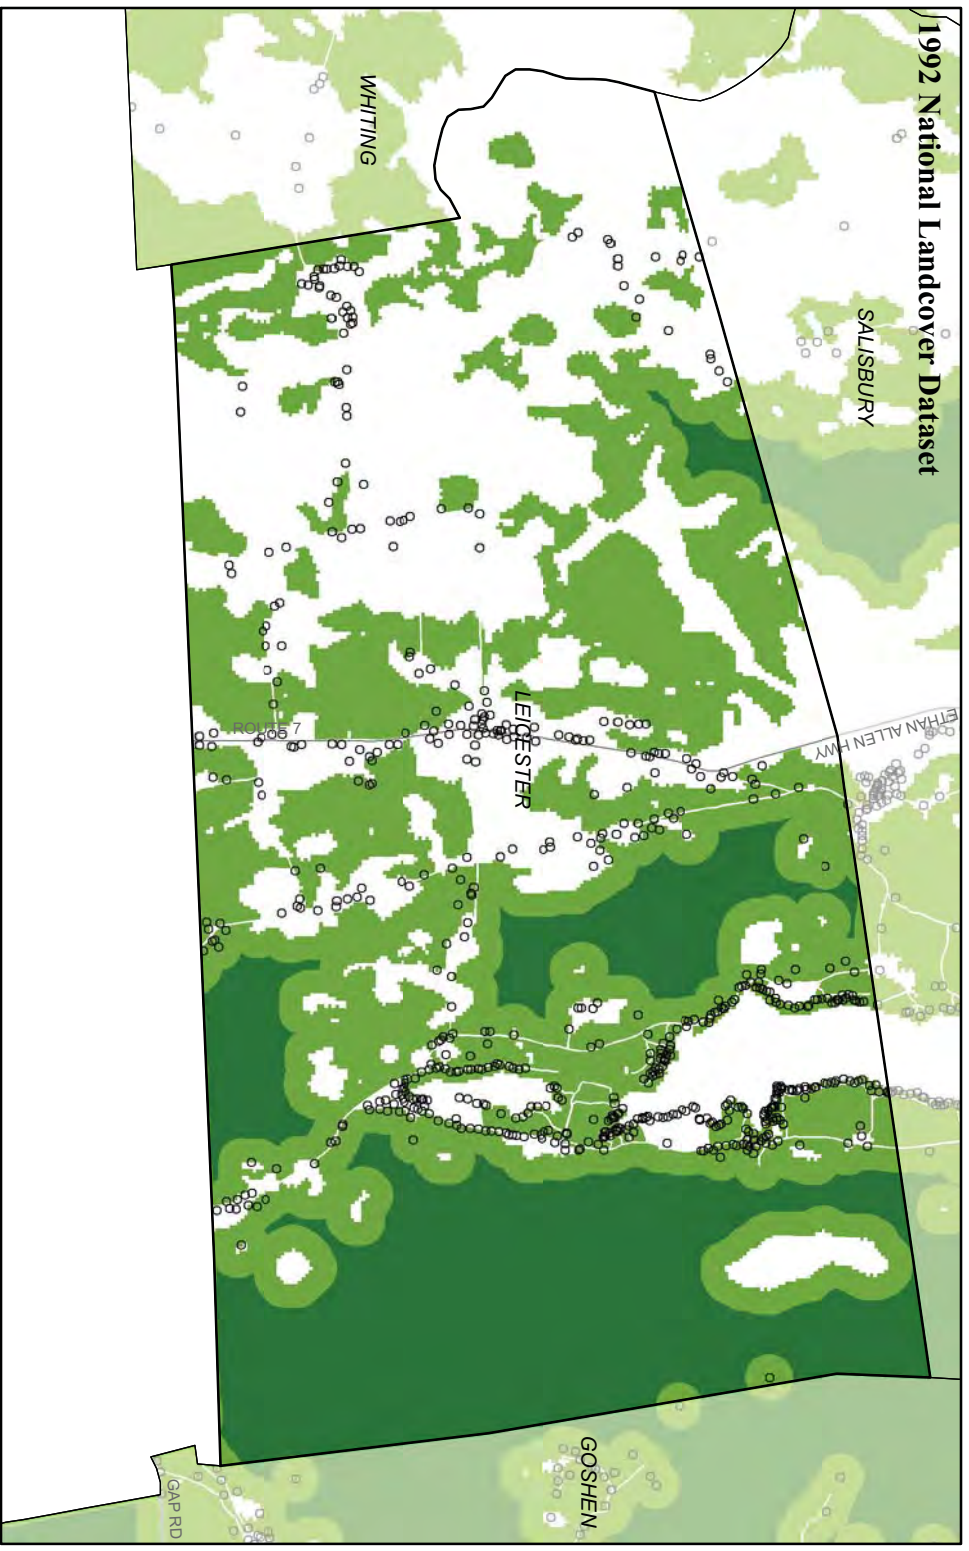 1992 National Landcover Dataset
WHITING
SALISBURY
ETHAN ALLEN HWY
ROUTE 7
LEICESTER
GOSHEN
GAP RD